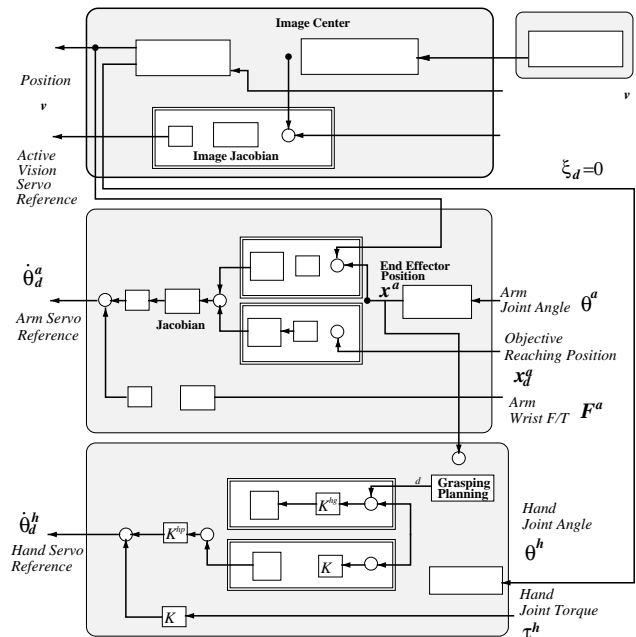 Image Center
Position
v
v
Image Jacobian
Active
Vision
Servo
Reference
ξd=0
θ̇ᵃd
Arm Servo
Reference
Jacobian
End Effector
Position
xᵃ
Arm
Joint Angle θᵃ
Objective
Reaching Position
xᵃd
Arm
Wrist F/T Fᵃ
d
Grasping
Planning
Kʰᵍ
θ̇ʰd
Hand Servo
Reference
Kʰᵖ
K
Hand
Joint Angle
θʰ
K
Hand
Joint Torque
τʰ